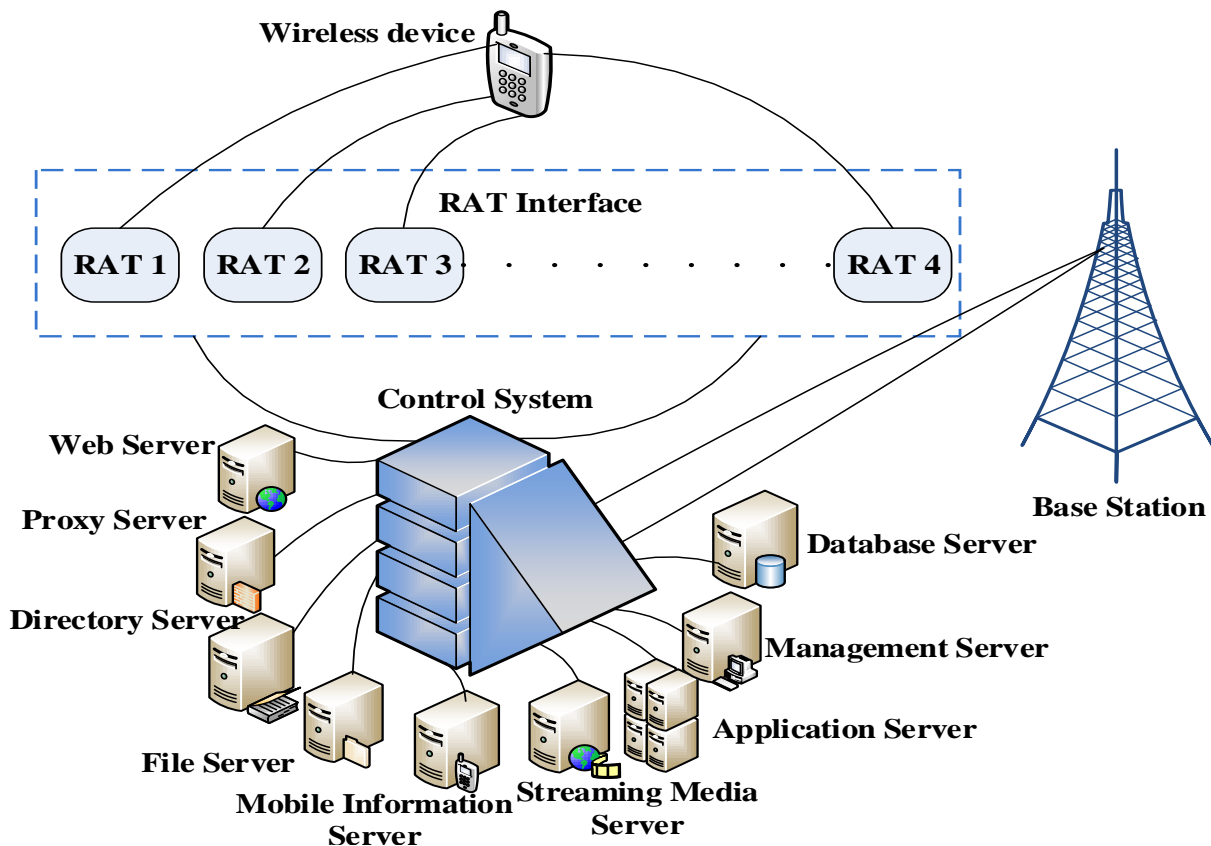 Wireless device
RAT Interface
RAT 1
RAT 2
RAT 3
RAT 4
Control System
Web Server
Proxy Server
Directory Server
File Server
Mobile Information
Server
Streaming Media
Server
Application Server
Management Server
Database Server
Base Station